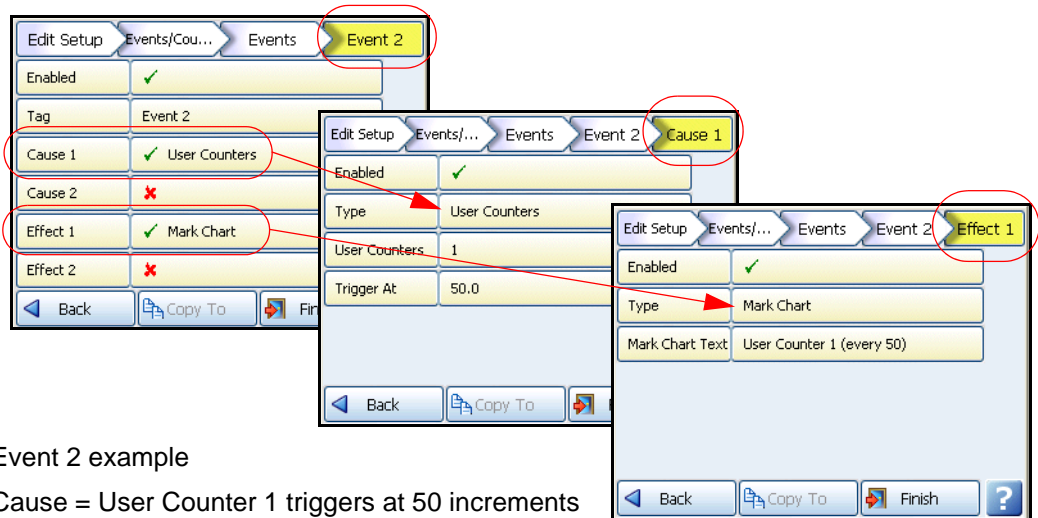 Edit Setup Events/Cou... Events Event 2
Enabled
Tag Event 2
Cause 1 User Counters
Cause 2
Effect 1 Mark Chart
Effect 2
Back Copy To Fin
Edit Setup Events/... Events Event 2 Cause 1
Enabled
Type User Counters
User Counters 1
Trigger At 50.0
Back Copy To
Edit Setup Events/... Events Event 2 Effect 1
Enabled
Type Mark Chart
Mark Chart Text User Counter 1 (every 50)
Back Copy To Finish ?
Event 2 example
Cause = User Counter 1 triggers at 50 increments